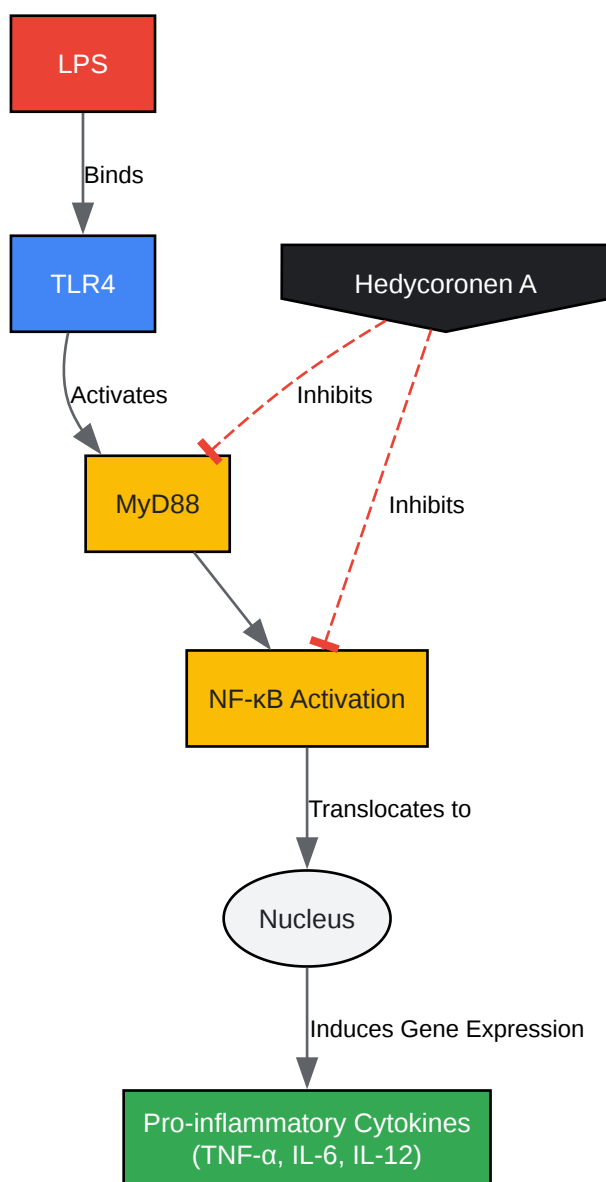 LPS
Binds
TLR4
Hedycoronen A
Activates
Inhibits
MyD88
Inhibits
NF-κB Activation
Translocates to
Nucleus
Induces Gene Expression
Pro-inflammatory Cytokines
(TNF-α, IL-6, IL-12)